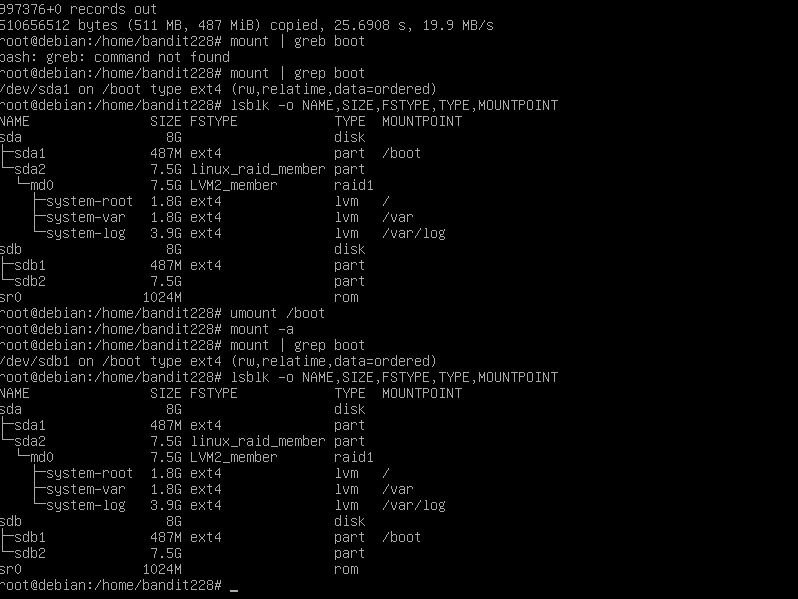 997376+0 records out
510656512 bytes (511 MB, 487 MiB) copied, 25.6908 s, 19.9 MB/s
root@debian:/home/bandit228# mount | greb boot
bash: greb: command not found
root@debian:/home/bandit228# mount | grep boot
/dev/sda1 on /boot type ext4 (rw,relatime,data=ordered)
root@debian:/home/bandit228# lsblk -o NAME,SIZE,FSTYPE,TYPE,MOUNTPOINT
NAME                SIZE FSTYPE            TYPE  MOUNTPOINT
sda                   8G                   disk
├─sda1              487M ext4              part  /boot
└─sda2              7.5G linux_raid_member part
  └─md0             7.5G LVM2_member       raid1
    ├─system-root   1.8G ext4              lvm   /
    ├─system-var    1.8G ext4              lvm   /var
    └─system-log    3.9G ext4              lvm   /var/log
sdb                   8G                   disk
├─sdb1              487M ext4              part
└─sdb2              7.5G                   part
sr0                1024M                   rom
root@debian:/home/bandit228# umount /boot
root@debian:/home/bandit228# mount -a
root@debian:/home/bandit228# mount | grep boot
/dev/sdb1 on /boot type ext4 (rw,relatime,data=ordered)
root@debian:/home/bandit228# lsblk -o NAME,SIZE,FSTYPE,TYPE,MOUNTPOINT
NAME                SIZE FSTYPE            TYPE  MOUNTPOINT
sda                   8G                   disk
├─sda1              487M ext4              part
└─sda2              7.5G linux_raid_member part
  └─md0             7.5G LVM2_member       raid1
    ├─system-root   1.8G ext4              lvm   /
    ├─system-var    1.8G ext4              lvm   /var
    └─system-log    3.9G ext4              lvm   /var/log
sdb                   8G                   disk
├─sdb1              487M ext4              part  /boot
└─sdb2              7.5G                   part
sr0                1024M                   rom
root@debian:/home/bandit228# _